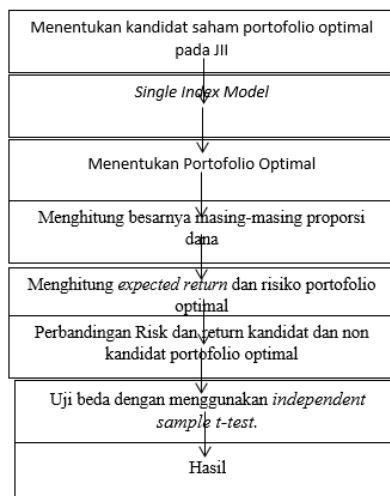 Menentukan kandidat saham portofolio optimal
pada JII
Single Index Model
Menentukan Portofolio Optimal
Menghitung besarnya masing-masing proporsi
dana
Menghitung expected return dan risiko portofolio
optimal
Perbandingan Risk dan return kandidat dan non
kandidat portofolio optimal
Uji beda dengan menggunakan independent
sample t-test.
Hasil